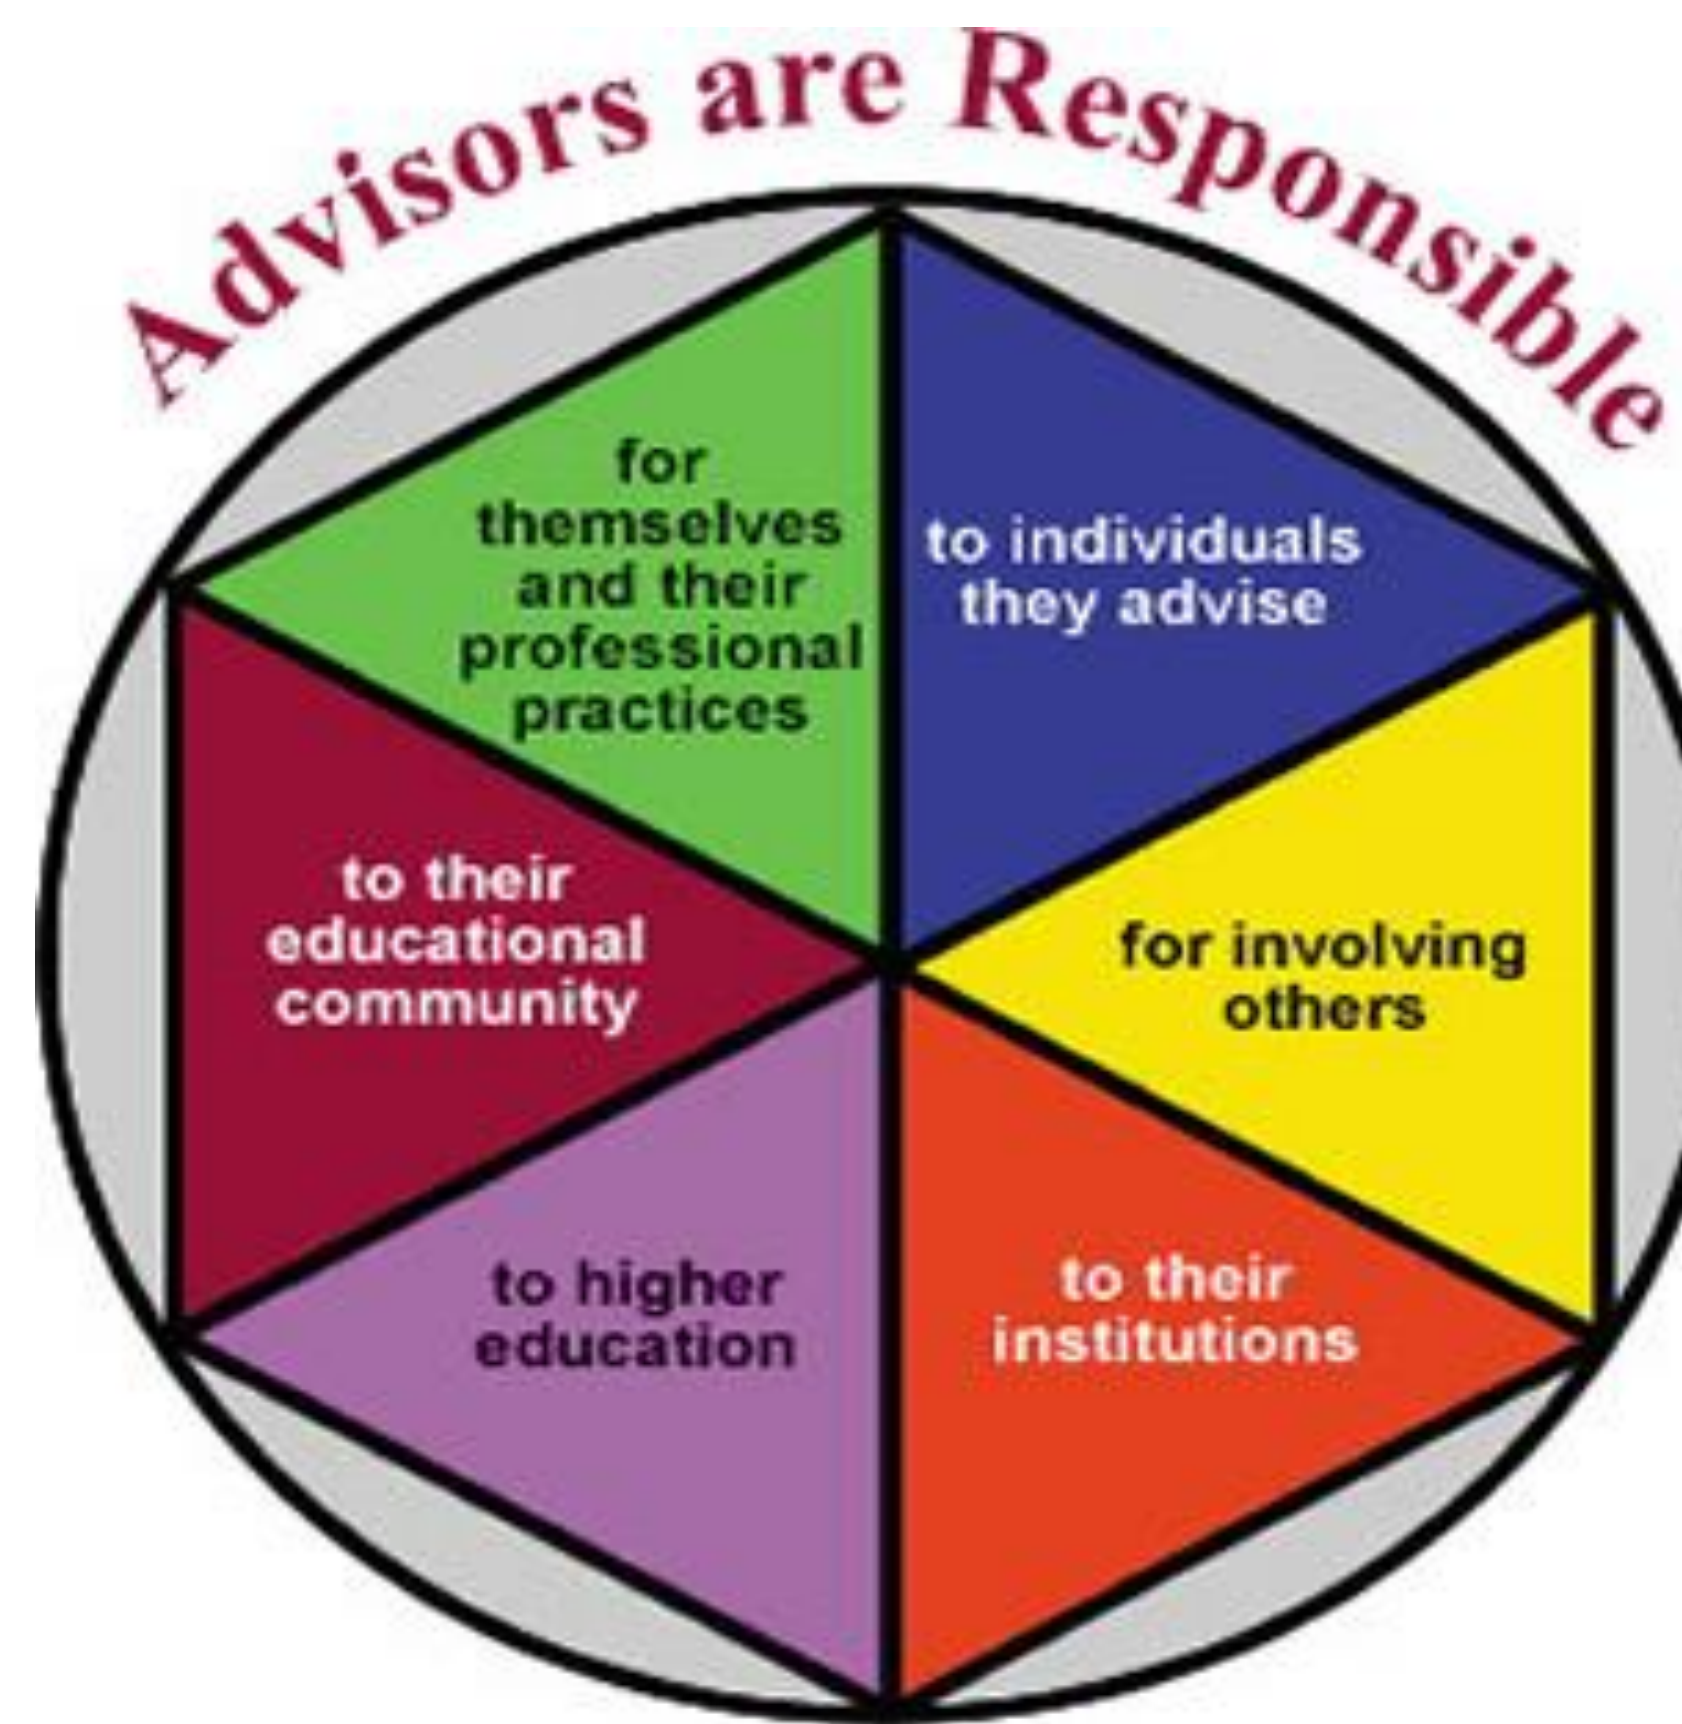 Advisors are Responsible
for
themselves
and their
professional
practices
to individuals
they advise
to their
educational
community
for involving
others
to higher
education
to their
institutions